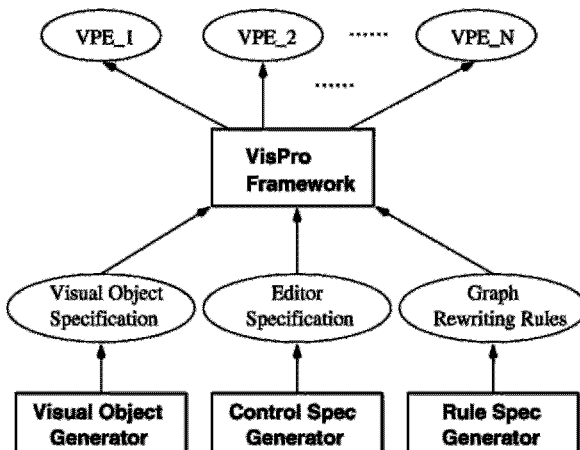 VPE_1
VPE_2
......
VPE_N
......
VisPro
Framework
Visual Object
Specification
Editor
Specification
Graph
Rewriting Rules
Visual Object
Generator
Control Spec
Generator
Rule Spec
Generator